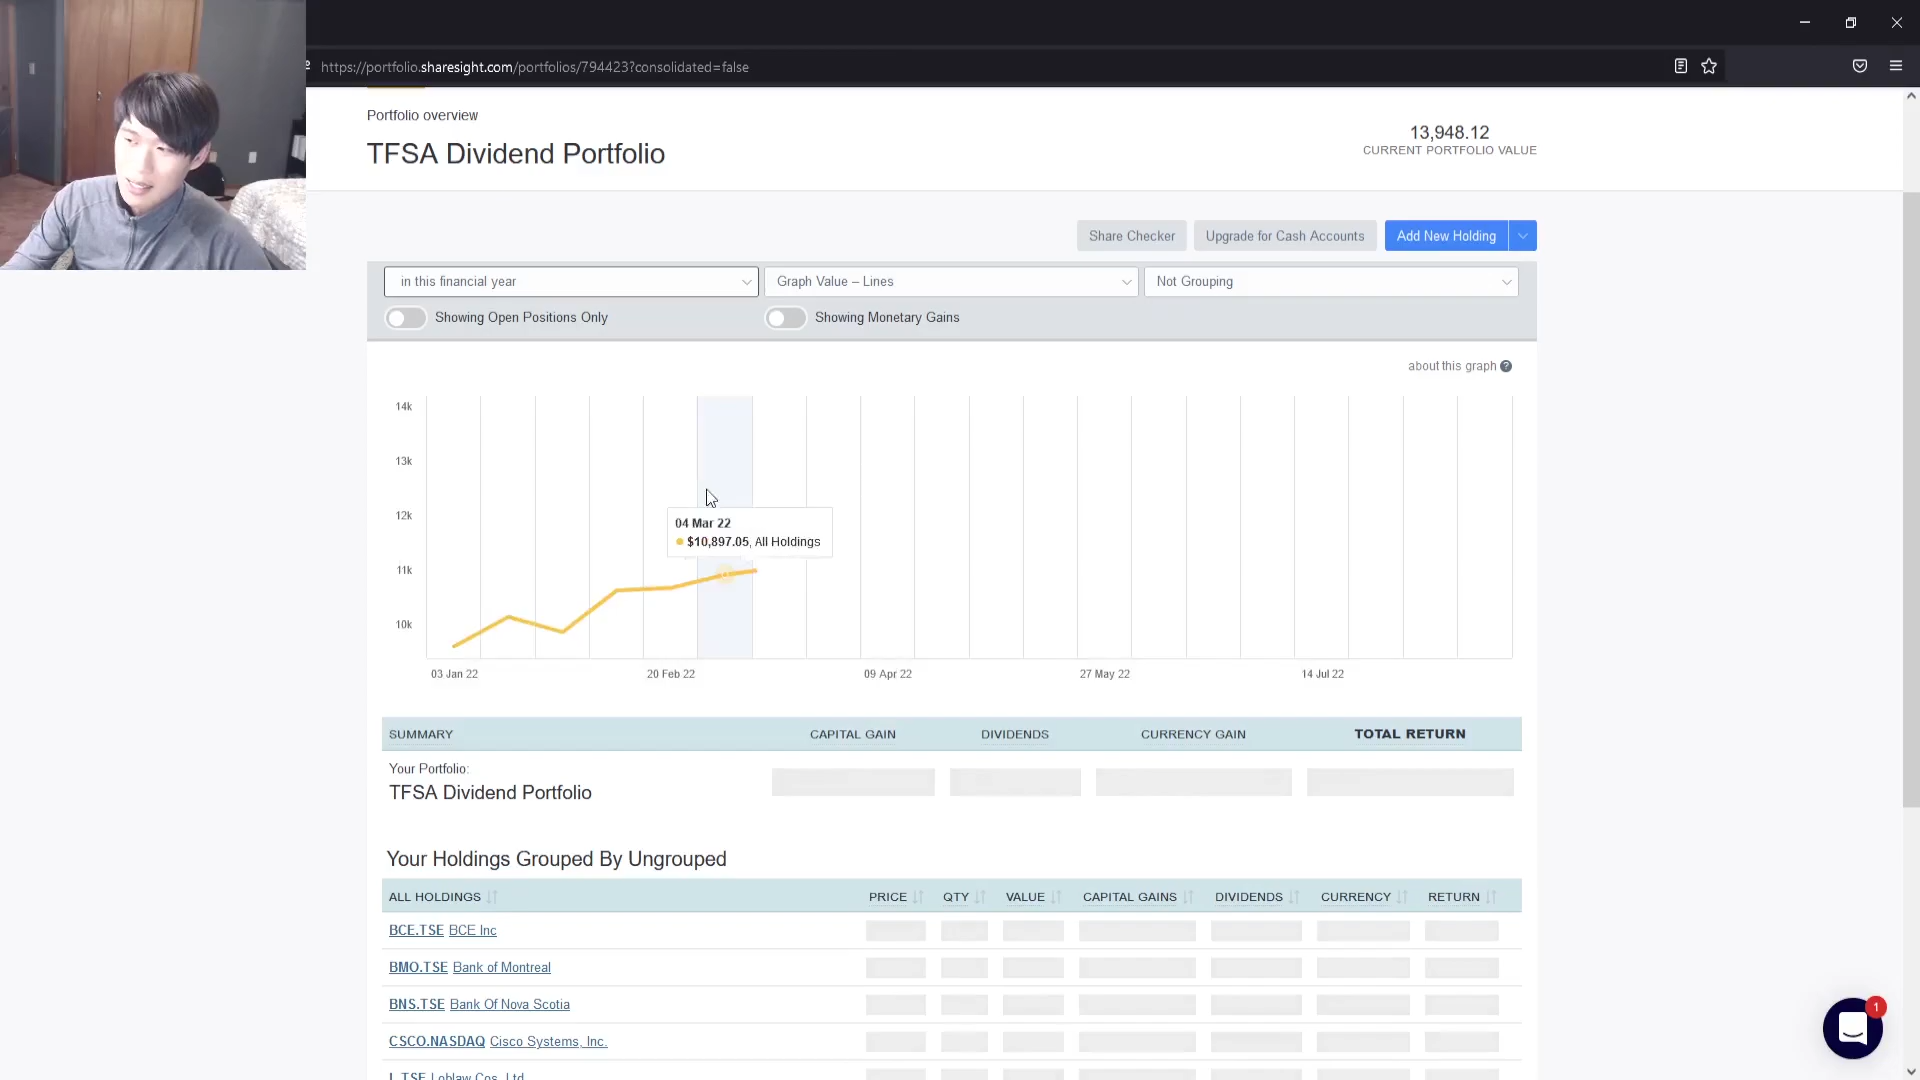 https://portfolio.sharesight.com/portfolios/794423?consolidated=false
Portfolio overview
TFSA Dividend Portfolio
13,948.12
CURRENT PORTFOLIO VALUE
Share Checker
Upgrade for Cash Accounts
Add New Holding
in this financial year
Graph Value – Lines
Not Grouping
Showing Open Positions Only
Showing Monetary Gains
about this graph ?
14k
13k
12k
11k
10k
04 Mar 22
$10,897.05, All Holdings
03 Jan 22
20 Feb 22
09 Apr 22
27 May 22
14 Jul 22
SUMMARY CAPITAL GAIN DIVIDENDS CURRENCY GAIN TOTAL RETURN
Your Portfolio:
TFSA Dividend Portfolio
Your Holdings Grouped By Ungrouped
ALL HOLDINGS PRICE QTY VALUE CAPITAL GAINS DIVIDENDS CURRENCY RETURN
BCE.TSE BCE Inc
BMO.TSE Bank of Montreal
BNS.TSE Bank Of Nova Scotia
CSCO.NASDAQ Cisco Systems, Inc.
L.TSE Loblaw Cos. Ltd
1